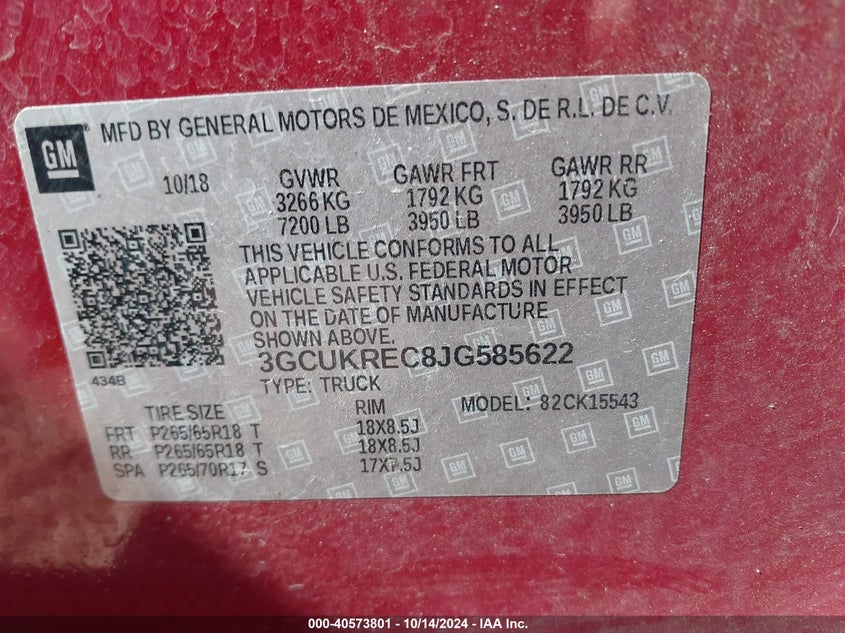 GM
MFD BY GENERAL MOTORS DE MEXICO, S. DE R.L. DE C.V.
10/18 GVWR GAWR FRT GAWR RR
3266 KG 1792 KG 1792 KG
7200 LB 3950 LB 3950 LB
THIS VEHICLE CONFORMS TO ALL
APPLICABLE U.S. FEDERAL MOTOR
VEHICLE SAFETY STANDARDS IN EFFECT
ON THE DATE OF MANUFACTURE
SHOWN ABOVE.
3GCUKREC8JG585622
434B
TYPE: TRUCK
TIRE SIZE RIM MODEL: 82CK15543
FRT P265/65R18 T 18X8.5J
RR P265/65R18 T 18X8.5J
SPA P265/70R17 S 17X7.5J
000-40573801 - 10/14/2024 - IAA Inc.